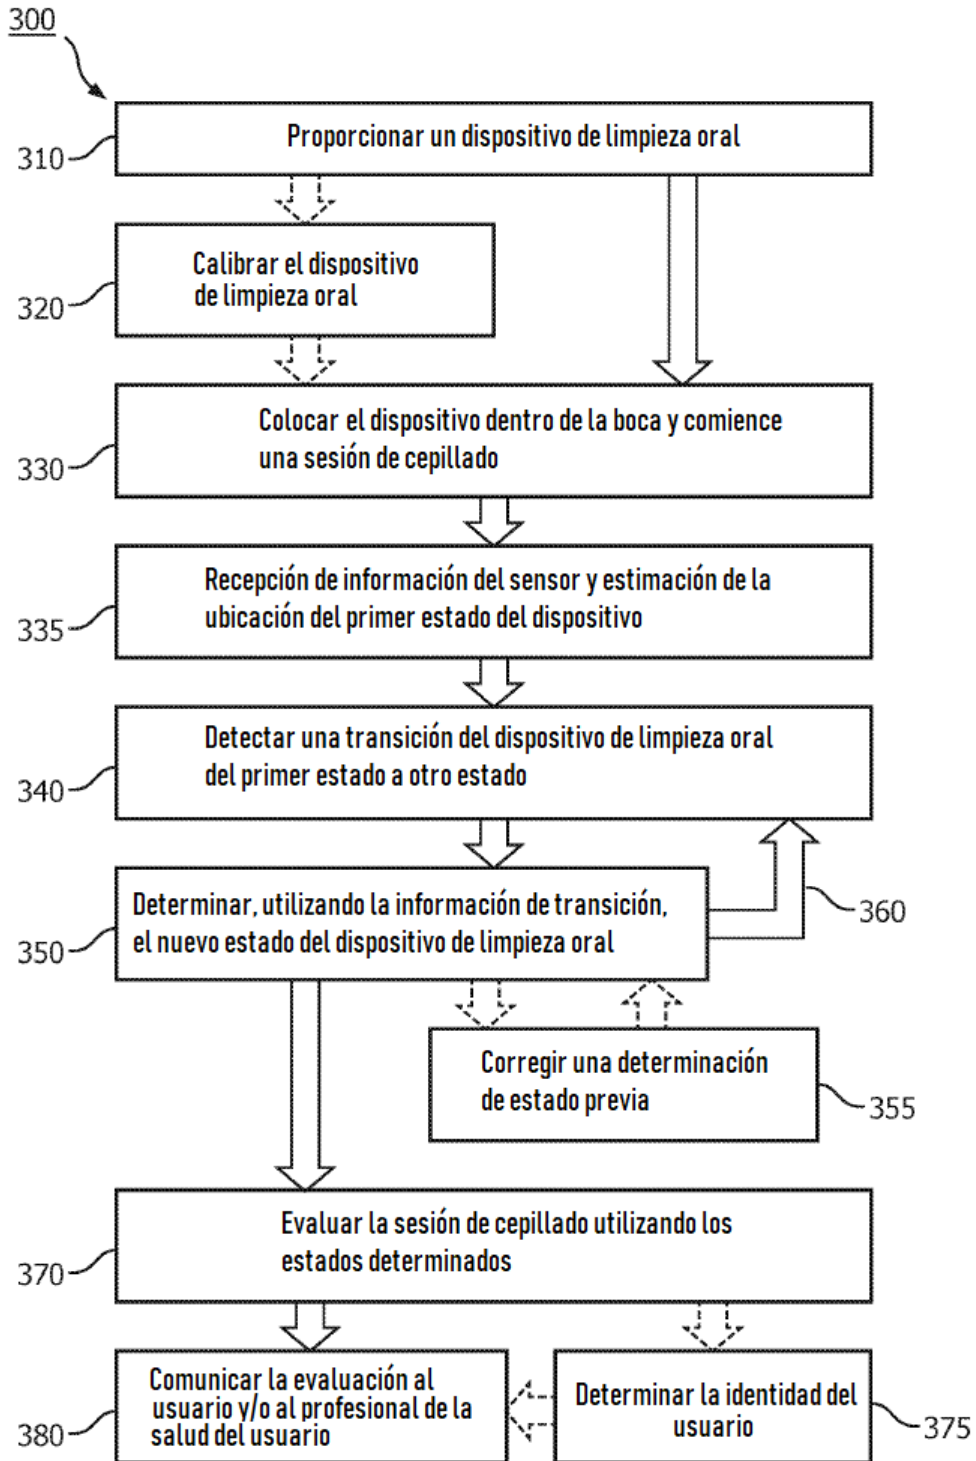 300
Proporcionar un dispositivo de limpieza oral
310
Calibrar el dispositivo
de limpieza oral
320
Colocar el dispositivo dentro de la boca y comience
una sesión de cepillado
330
Recepción de información del sensor y estimación de la
ubicación del primer estado del dispositivo
335
Detectar una transición del dispositivo de limpieza oral
del primer estado a otro estado
340
Determinar, utilizando la información de transición,
el nuevo estado del dispositivo de limpieza oral
350
360
Corregir una determinación
de estado previa
355
Evaluar la sesión de cepillado utilizando los
estados determinados
370
Comunicar la evaluación al
usuario y/o al profesional de la
salud del usuario
380
Determinar la identidad del
usuario
375